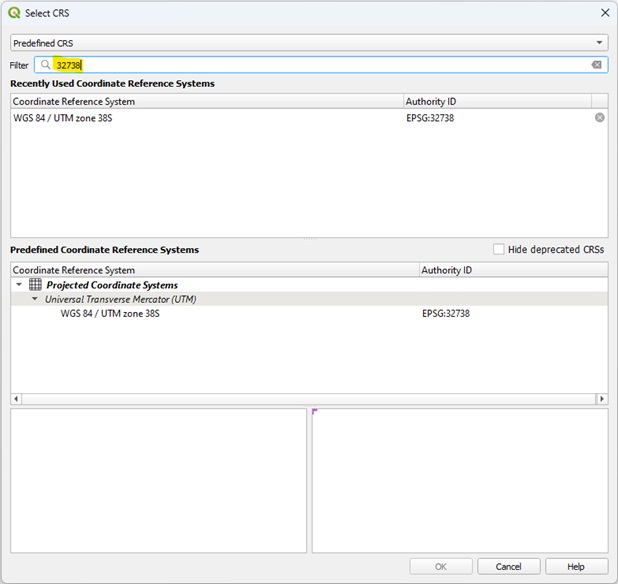 Select CRS
Predefined CRS
Filter 32738
Recently Used Coordinate Reference Systems
Coordinate Reference System Authority ID
WGS 84 / UTM zone 38S EPSG:32738
Predefined Coordinate Reference Systems Hide deprecated CRSs
Coordinate Reference System Authority ID
Projected Coordinate Systems
Universal Transverse Mercator (UTM)
WGS 84 / UTM zone 38S EPSG:32738
OK Cancel Help